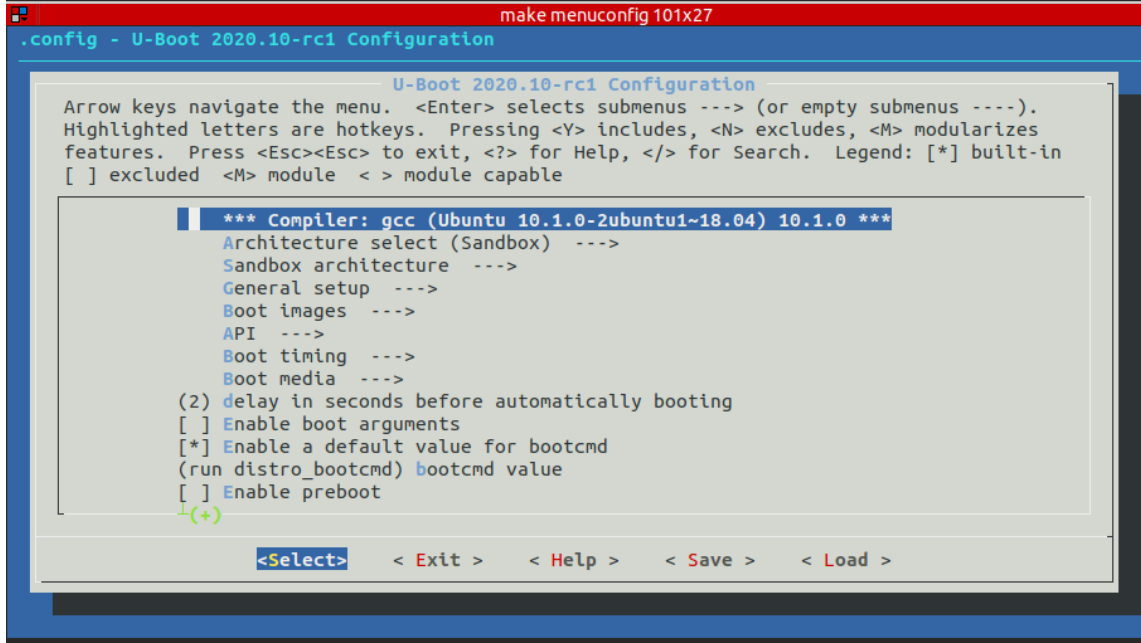 make menuconfig 101x27
.config - U-Boot 2020.10-rc1 Configuration
U-Boot 2020.10-rc1 Configuration
Arrow keys navigate the menu.  <Enter> selects submenus ---> (or empty submenus ----).
Highlighted letters are hotkeys.  Pressing <Y> includes, <N> excludes, <M> modularizes
features.  Press <Esc><Esc> to exit, <?> for Help, </> for Search.  Legend: [*] built-in
[ ] excluded  <M> module  < > module capable
*** Compiler: gcc (Ubuntu 10.1.0-2ubuntu1~18.04) 10.1.0 ***
Architecture select (Sandbox)  --->
Sandbox architecture  --->
General setup  --->
Boot images  --->
API  --->
Boot timing  --->
Boot media  --->
(2) delay in seconds before automatically booting
[ ] Enable boot arguments
[*] Enable a default value for bootcmd
(run distro_bootcmd) bootcmd value
[ ] Enable preboot
(+)
<Select>    < Exit >    < Help >    < Save >    < Load >